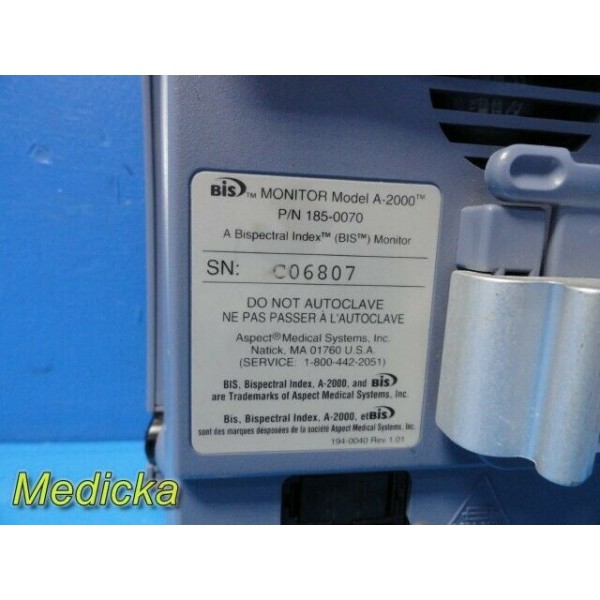 BIS™ MONITOR Model A-2000™
P/N 185-0070
A Bispectral Index™ (BIS™) Monitor
SN: C06807
DO NOT AUTOCLAVE
NE PAS PASSER À L'AUTOCLAVE
Aspect® Medical Systems, Inc.
Natick, MA 01760 U.S.A.
(SERVICE: 1-800-442-2051)
BIS, Bispectral Index, A-2000, and BIS
are Trademarks of Aspect Medical Systems, Inc.
Bis, Bispectral Index, A-2000, et BIS
sont des marques désposées de la société Aspect Medical Systems, Inc.
194-0040 Rev 1.01
Medicka